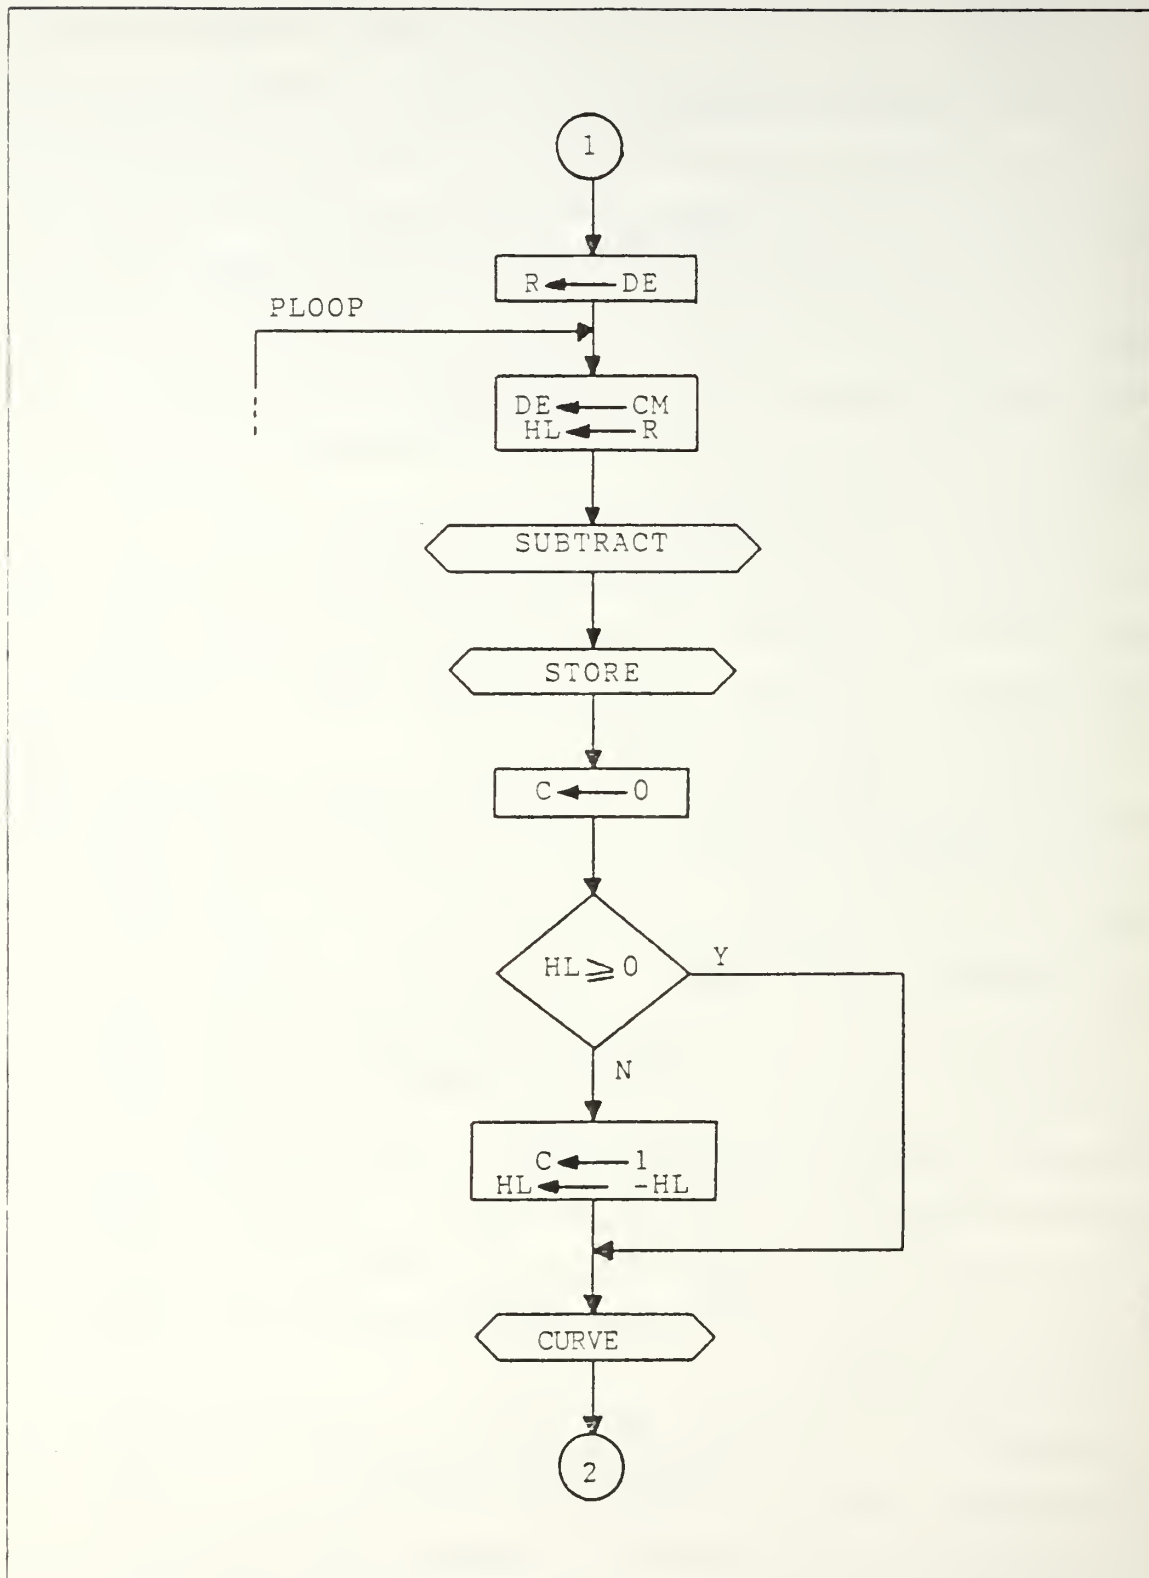 1
R ← DE
PLOOP
DE ← CM
HL ← R
SUBTRACT
STORE
C ← 0
HL ⩾ 0
Y
N
C ← 1
HL ← -HL
CURVE
2